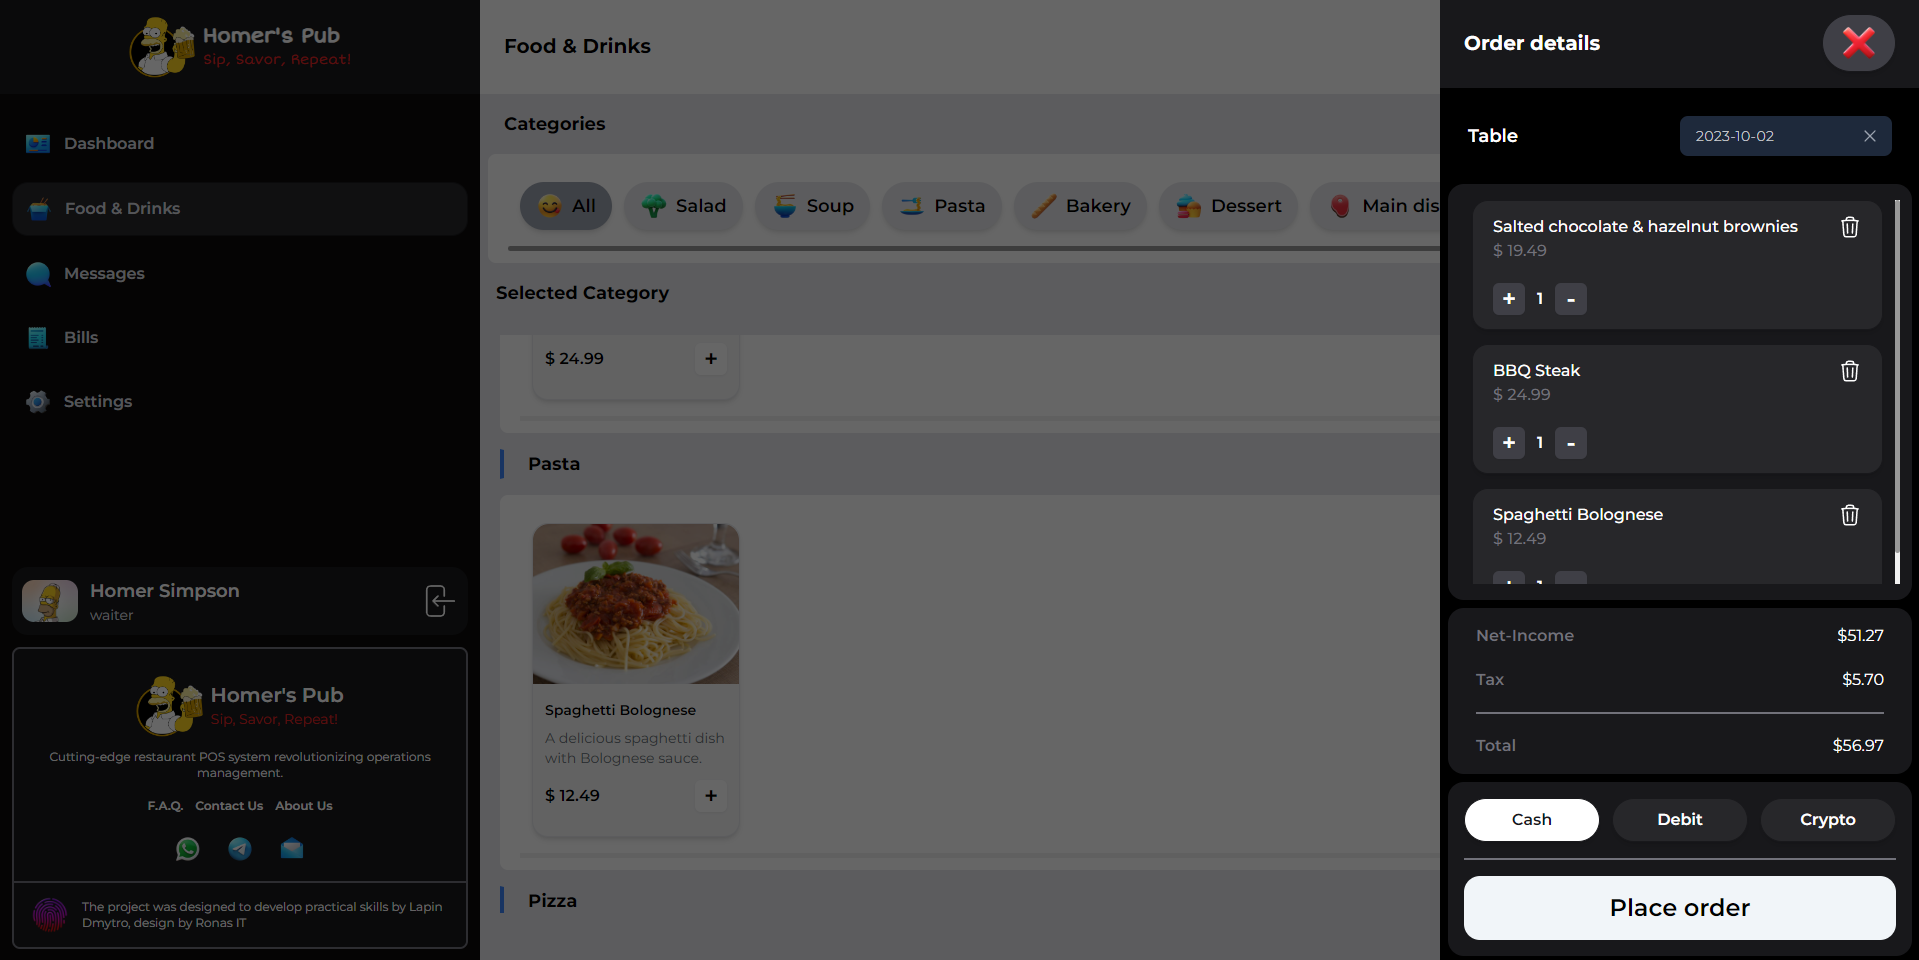 Homer's Pub
Sip, Savor, Repeat!
Dashboard
Food & Drinks
Messages
Bills
Settings
Homer Simpson
waiter
Homer's Pub
Sip, Savor, Repeat!
Cutting-edge restaurant POS system revolutionizing operations
management.
F.A.Q. Contact Us About Us
The project was designed to develop practical skills by Lapin
Dmytro, design by Ronas IT
Food & Drinks
Categories
All Salad Soup Pasta Bakery Dessert Main dis
Selected Category
$ 24.99 +
Pasta
Spaghetti Bolognese
A delicious spaghetti dish
with Bolognese sauce.
$ 12.49 +
Pizza
Order details
Table 2023-10-02
Salted chocolate & hazelnut brownies
$ 19.49
+ 1 -
BBQ Steak
$ 24.99
+ 1 -
Spaghetti Bolognese
$ 12.49
Net-Income $51.27
Tax $5.70
Total $56.97
Cash Debit Crypto
Place order